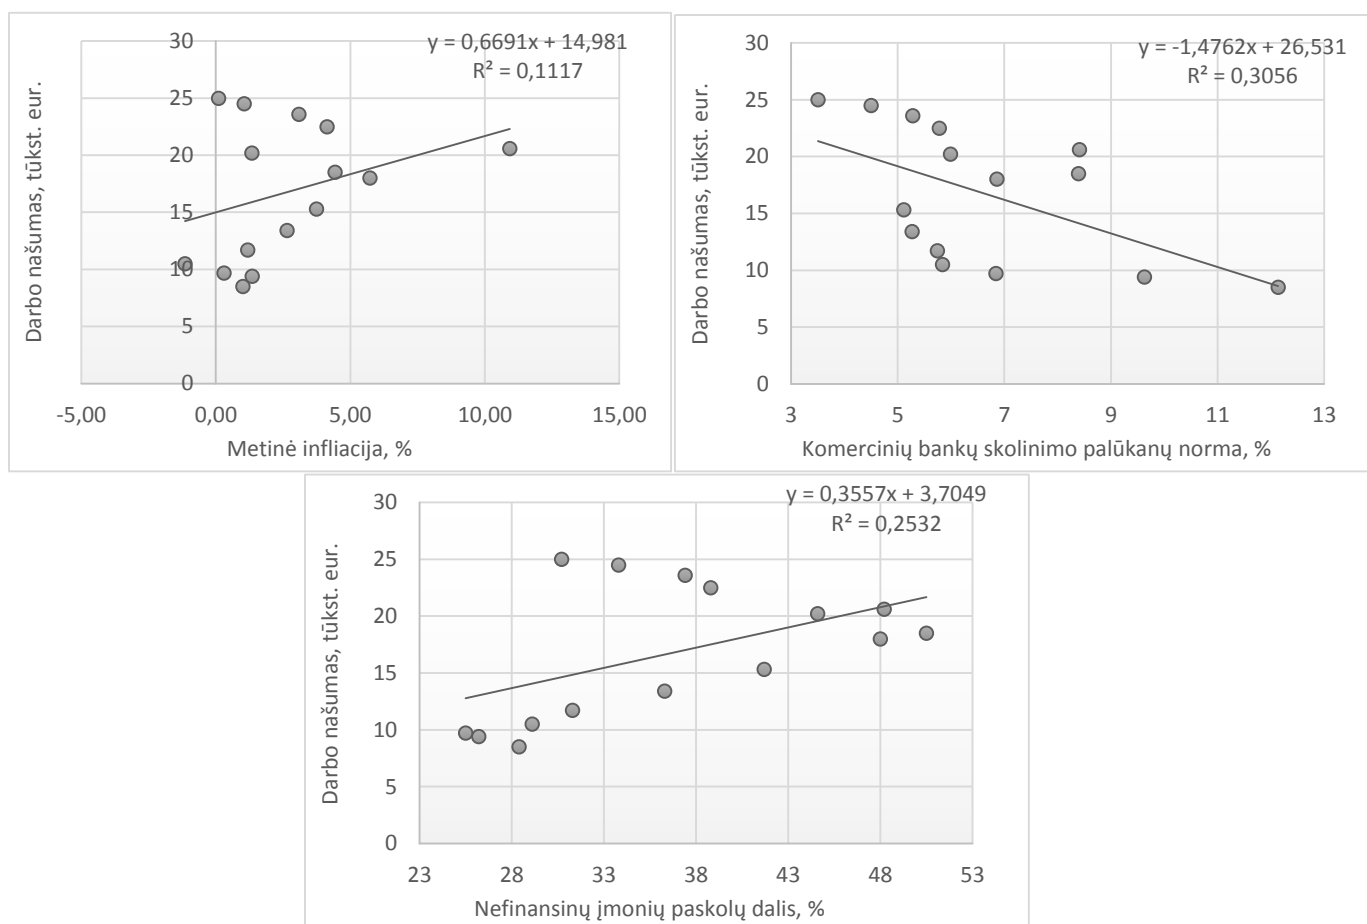 y = 0,6691x + 14,981
R² = 0,1117
30
25
20
15
10
5
0
-5,00 0,00 5,00 10,00 15,00
Darbo našumas, tūkst. eur.
Metinė infliacija, %
y = -1,4762x + 26,531
R² = 0,3056
30
25
20
15
10
5
0
3 5 7 9 11 13
Darbo našumas, tūkst. eur.
Komercinių bankų skolinimo palūkanų norma, %
y = 0,3557x + 3,7049
R² = 0,2532
30
25
20
15
10
5
0
23 28 33 38 43 48 53
Darbo našumas, tūkst. eur.
Nefinansinų įmonių paskolų dalis, %